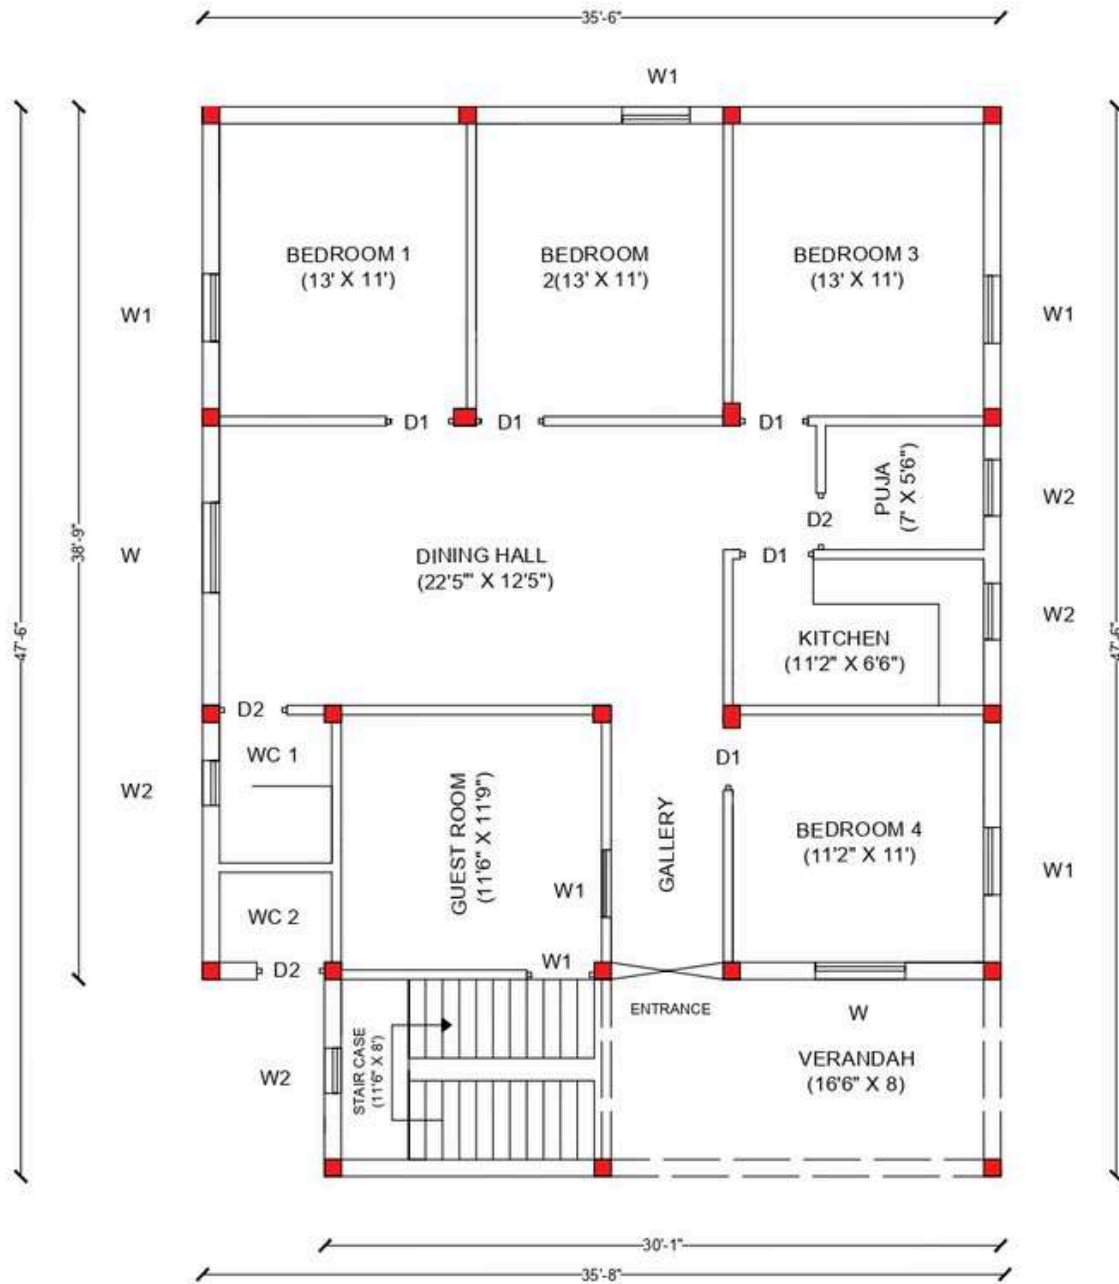 35'-6"
W1
BEDROOM 1
(13' X 11')
BEDROOM
2(13' X 11')
BEDROOM 3
(13' X 11')
W1
W1
D1
D1
D1
PUJA
(7' X 5'6")
W2
D2
38'-9"
W
DINING HALL
(22'5'" X 12'5")
D1
W2
47'-6"
47'-6"
KITCHEN
(11'2" X 6'6")
D2
WC 1
D1
W2
GUEST ROOM
(11'6" X 11'9")
GALLERY
BEDROOM 4
(11'2" X 11')
W1
W1
WC 2
D2
W1
ENTRANCE
W
STAIR CASE
(11'6" X 8')
W2
VERANDAH
(16'6" X 8)
30'-1"
35'-8"